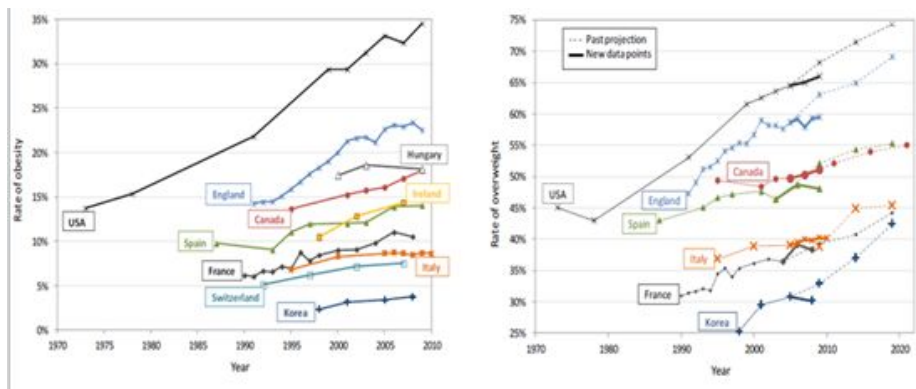 35%
30%
25%
20%
15%
10%
5%
0%
Rate of obesity
USA
England
Hungary
Canada
Ireland
Spain
France
Italy
Switzerland
Korea
1970 1975 1980 1985 1990 1995 2000 2005 2010
Year
75%
70%
65%
60%
55%
50%
45%
40%
35%
30%
25%
Rate of overweight
Past projection
New data points
USA
Canada
England
Spain
Italy
France
Korea
1970 1980 1990 2000 2010 2020
Year